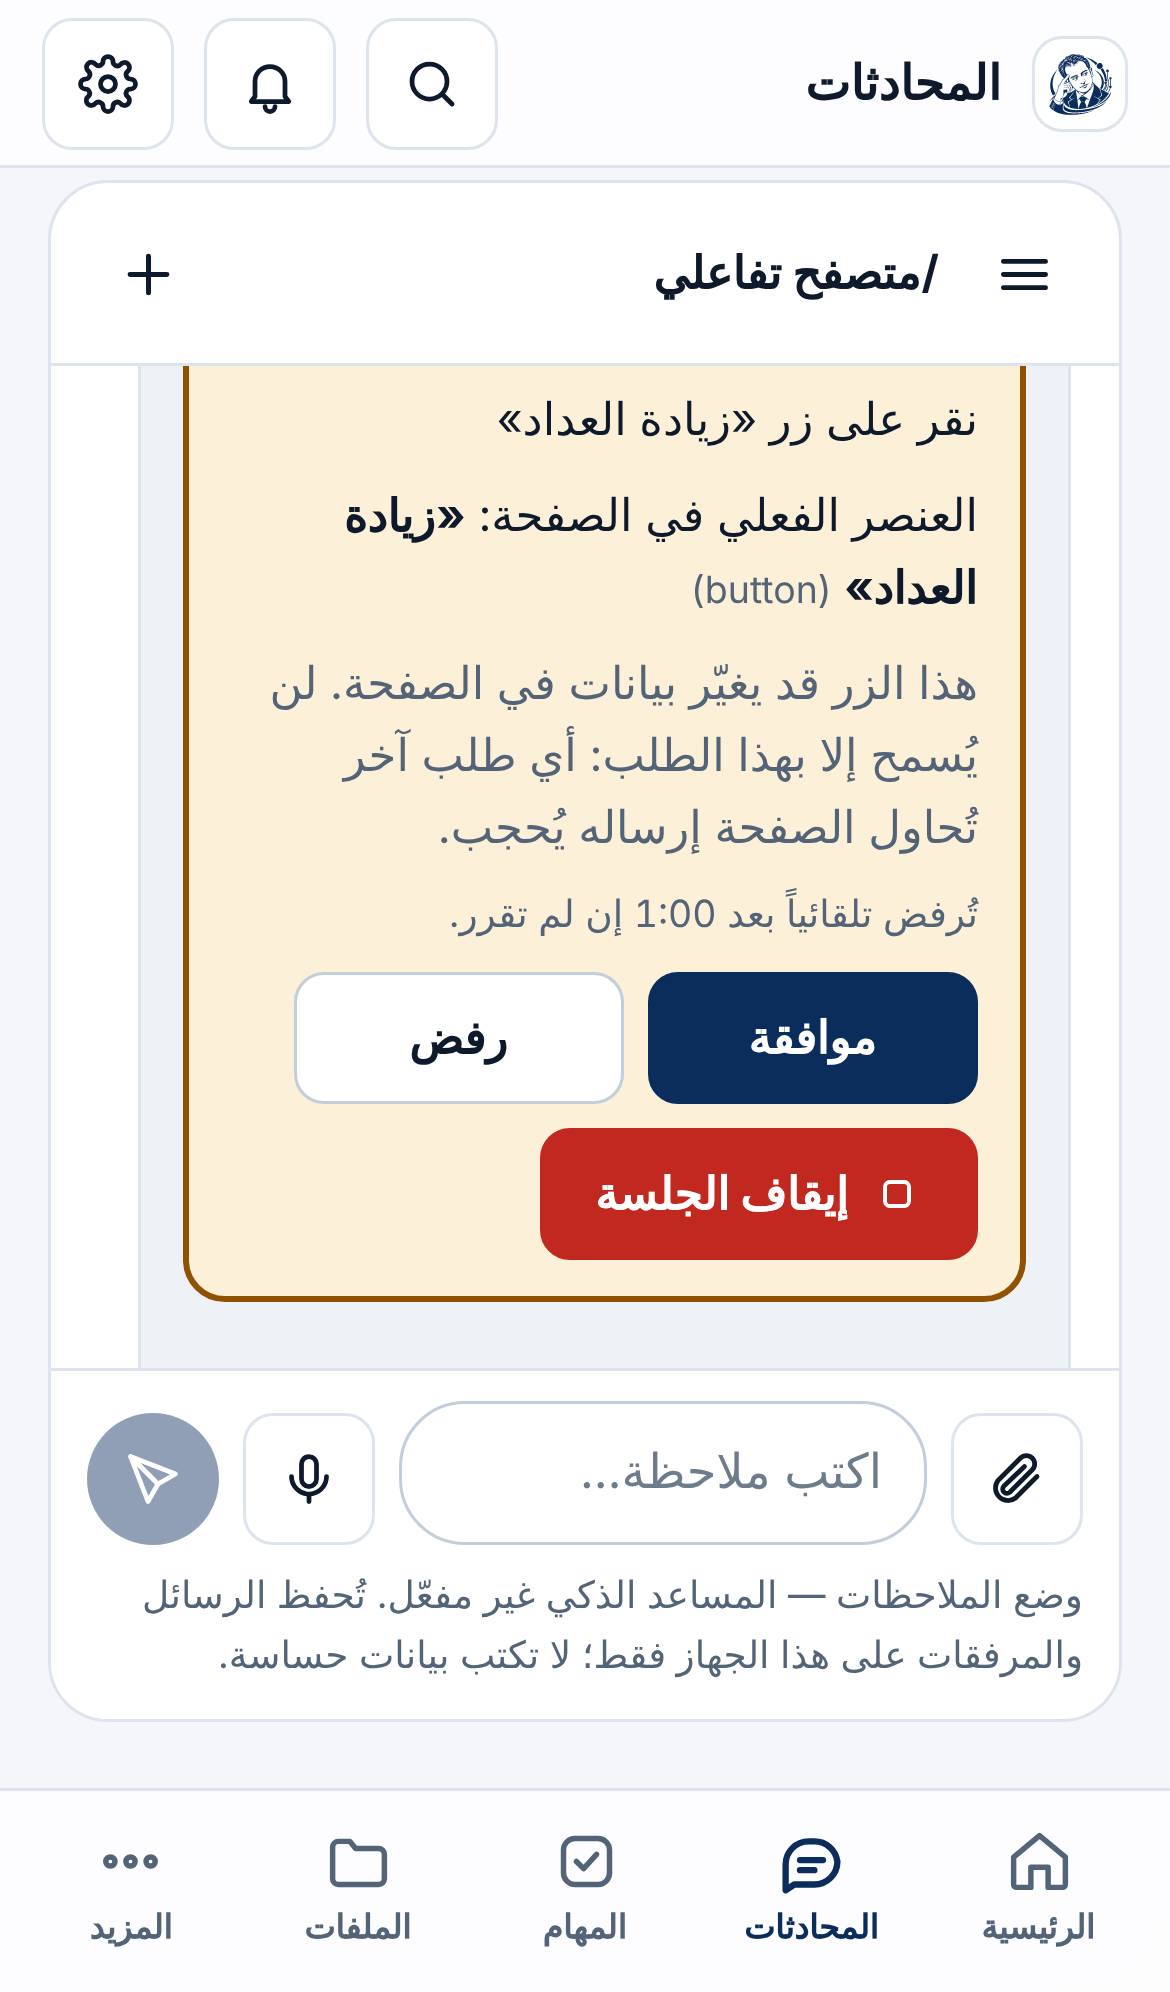 المحادثات
/متصفح تفاعلي
نقر على زر «زيادة العداد»
العنصر الفعلي في الصفحة: «زيادة
العداد» (button)
هذا الزر قد يغيّر بيانات في الصفحة. لن
يُسمح إلا بهذا الطلب: أي طلب آخر
تُحاول الصفحة إرساله يُحجب.
تُرفض تلقائياً بعد 1:00 إن لم تقرر.
موافقة
رفض
إيقاف الجلسة
اكتب ملاحظة...
وضع الملاحظات — المساعد الذكي غير مفعّل. تُحفظ الرسائل
والمرفقات على هذا الجهاز فقط؛ لا تكتب بيانات حساسة.
الرئيسية
المحادثات
المهام
الملفات
المزيد